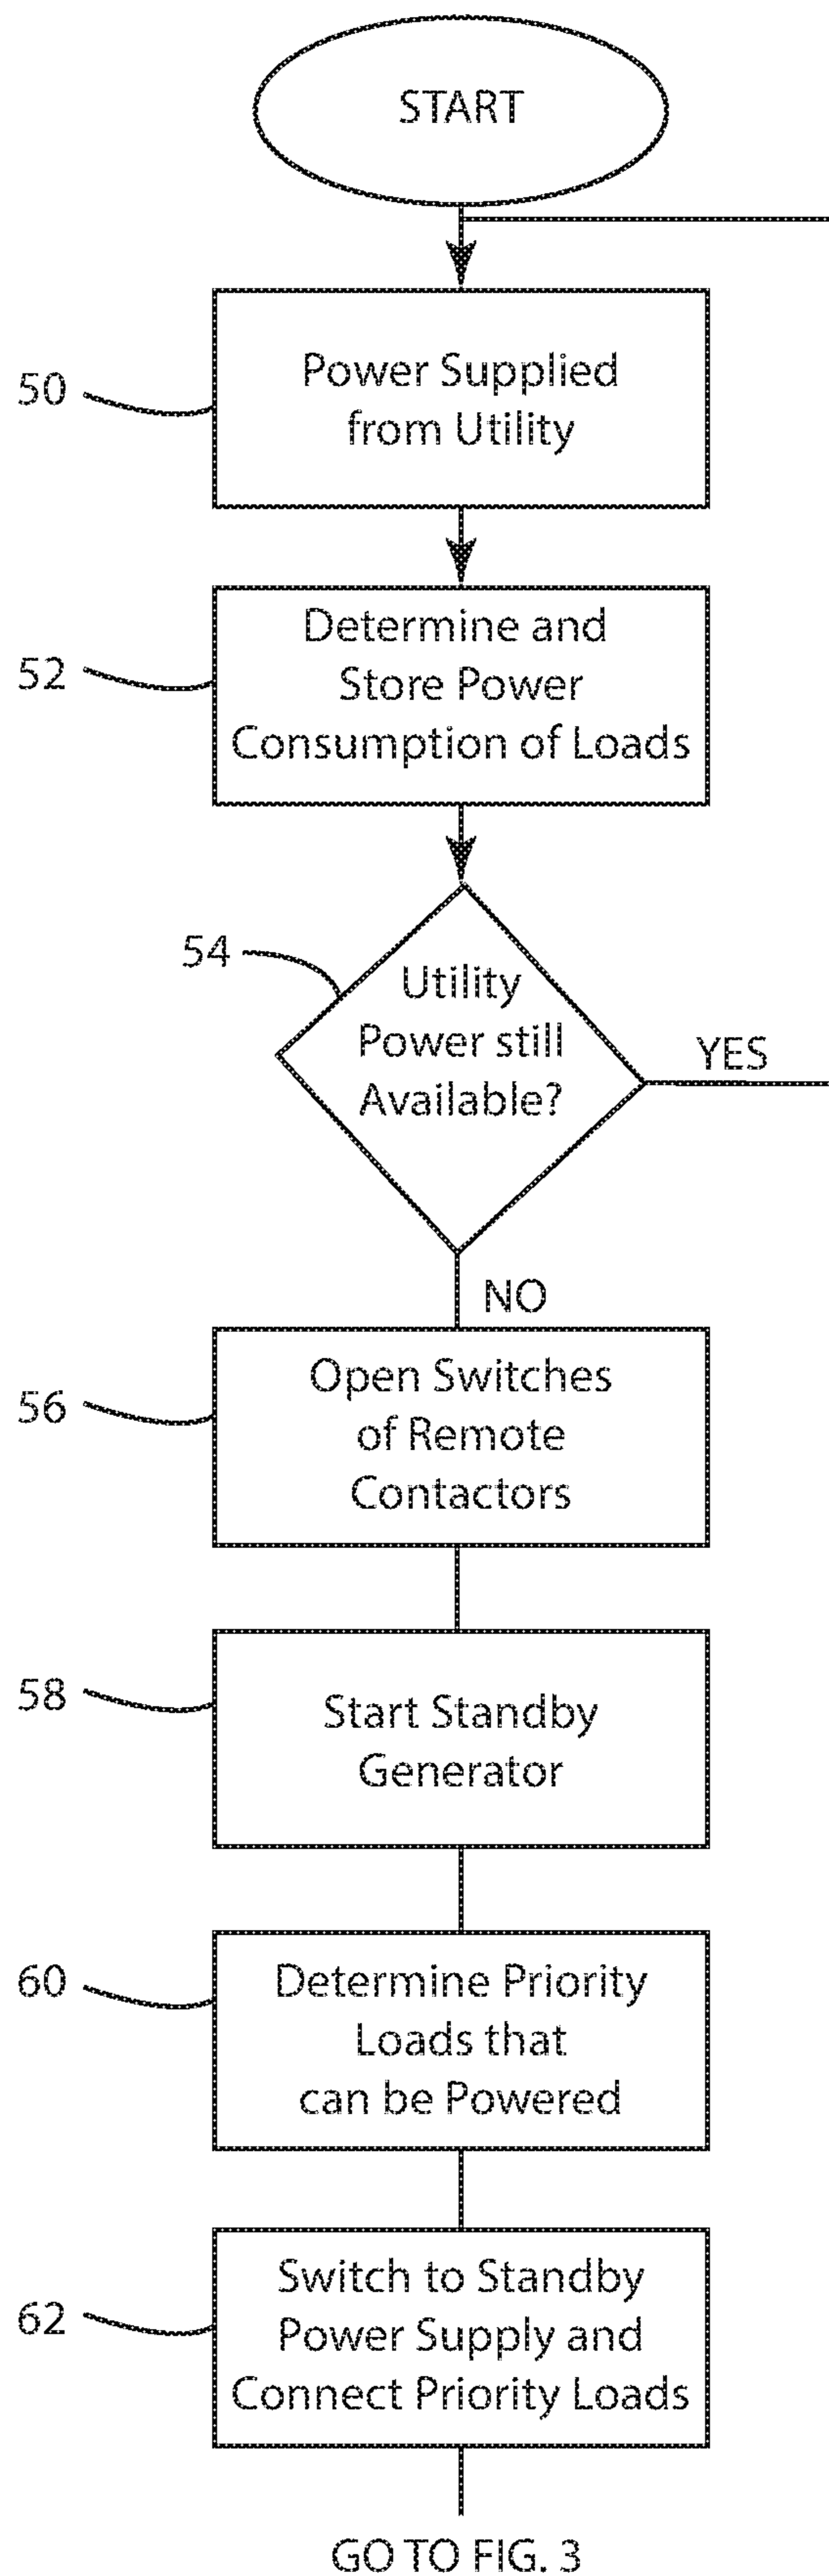 START
50
Power Supplied
from Utility
52
Determine and
Store Power
Consumption of Loads
54
Utility
Power still
Available?
YES
NO
56
Open Switches
of Remote
Contactors
58
Start Standby
Generator
60
Determine Priority
Loads that
can be Powered
62
Switch to Standby
Power Supply and
Connect Priority Loads
GO TO FIG. 3